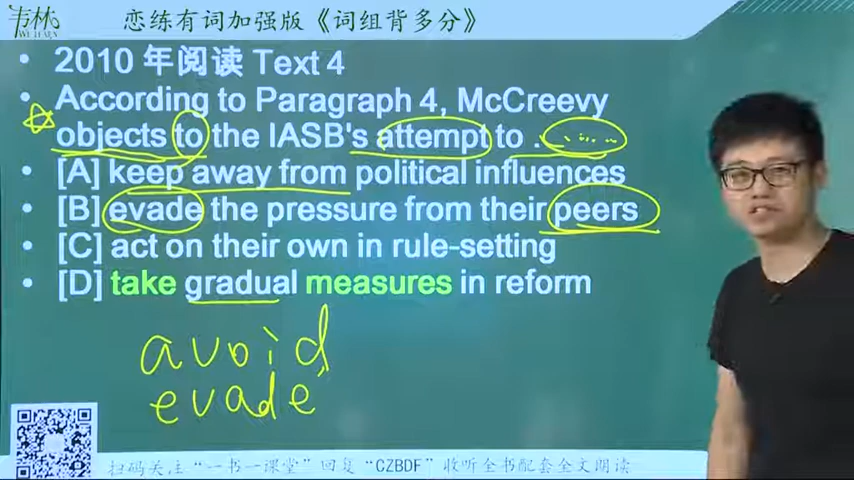 韦林
WE LEARN
恋练有词加强版《词组背多分》
• 2010 年阅读 Text 4
• According to Paragraph 4, McCreevy
objects to the IASB's attempt to . .....
• [A] keep away from political influences
• [B] evade the pressure from their peers
• [C] act on their own in rule-setting
• [D] take gradual measures in reform
avoid
evade
扫码关注“一书一课堂”回复“CZBDF”收听全书配套全文朗读